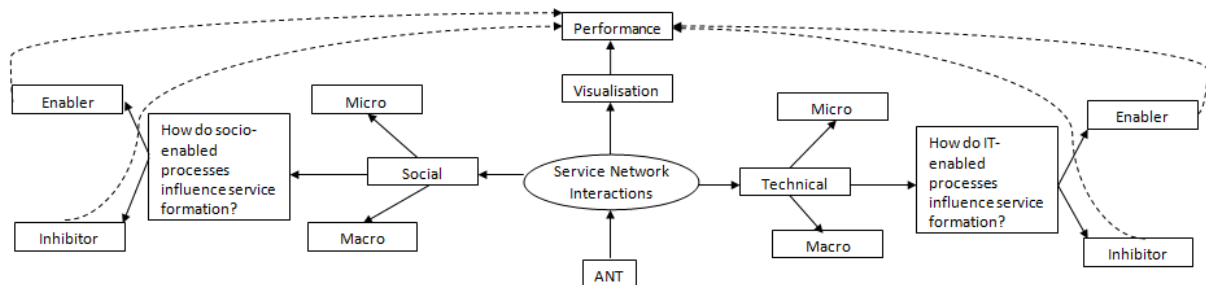 Performance
Visualisation
Enabler
Micro
How do socio-
enabled
processes
influence service
formation?
Social
Inhibitor
Macro
Service Network
Interactions
ANT
Micro
Technical
Macro
How do IT-
enabled
processes
influence service
formation?
Enabler
Inhibitor